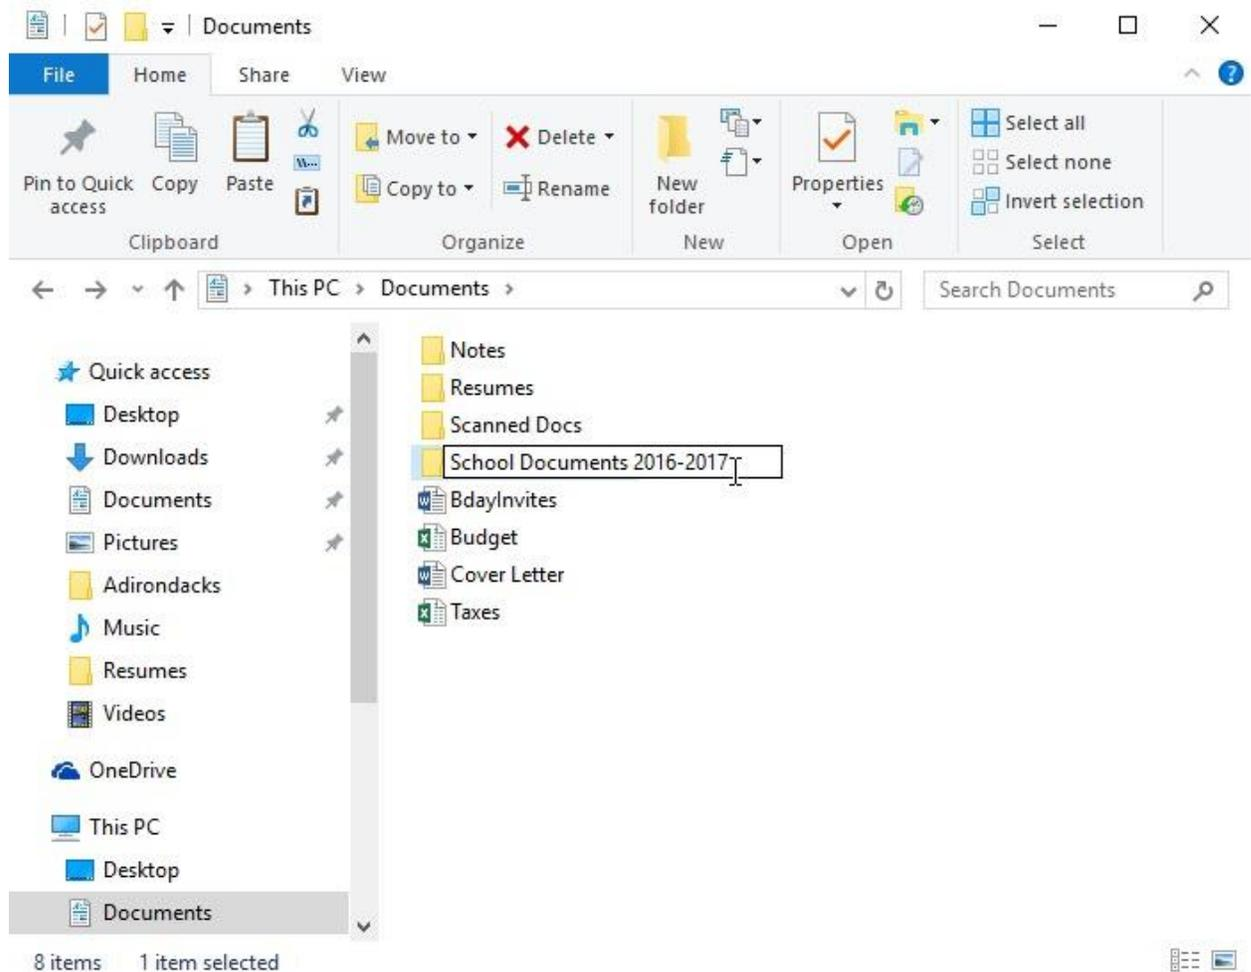 Documents
File Home Share View
Pin to Quick access Copy Paste
Clipboard
Move to Copy to Delete Rename
Organize
New folder
New
Properties
Open
Select all
Select none
Invert selection
Select
This PC Documents Search Documents
Quick access
Desktop
Downloads
Documents
Pictures
Adirondacks
Music
Resumes
Videos
OneDrive
This PC
Desktop
Documents
Notes
Resumes
Scanned Docs
School Documents 2016-2017
BdayInvites
Budget
Cover Letter
Taxes
8 items 1 item selected